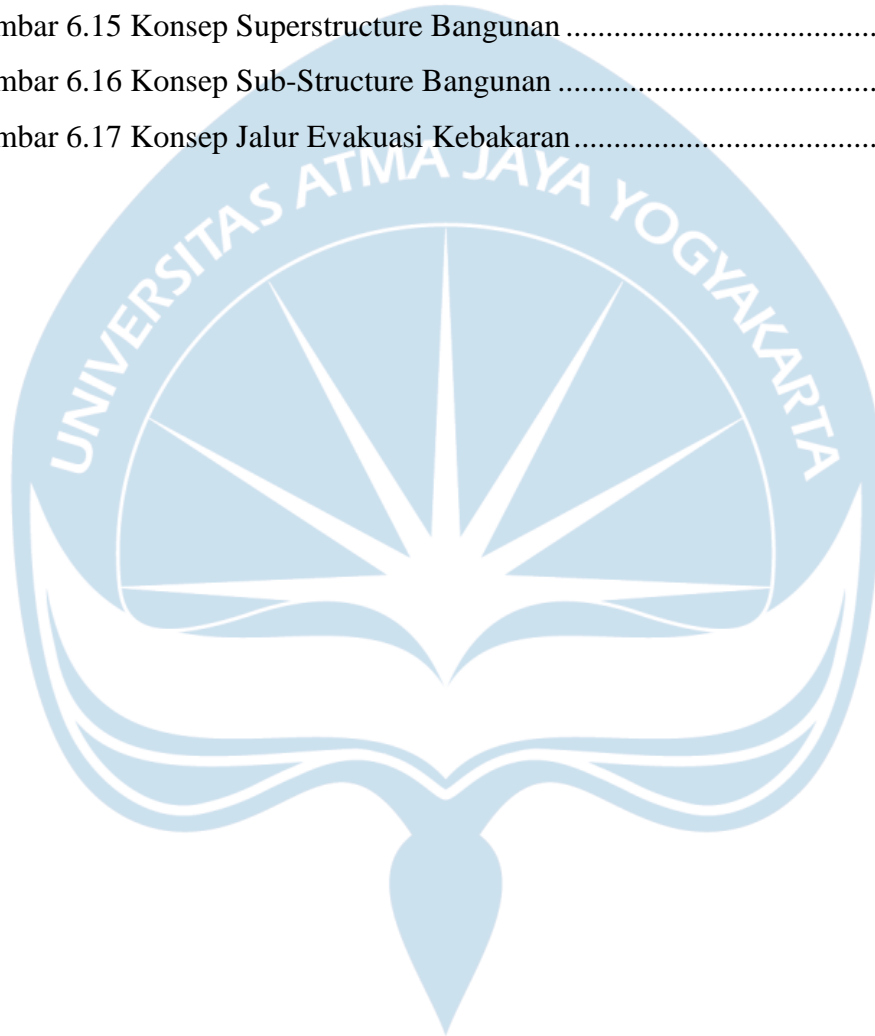 mbar 6.15 Konsep Superstructure Bangunan ....................................
mbar 6.16 Konsep Sub-Structure Bangunan .....................................
mbar 6.17 Konsep Jalur Evakuasi Kebakaran ...................................
UNIVERSITAS ATMA JAYA YOGYAKARTA